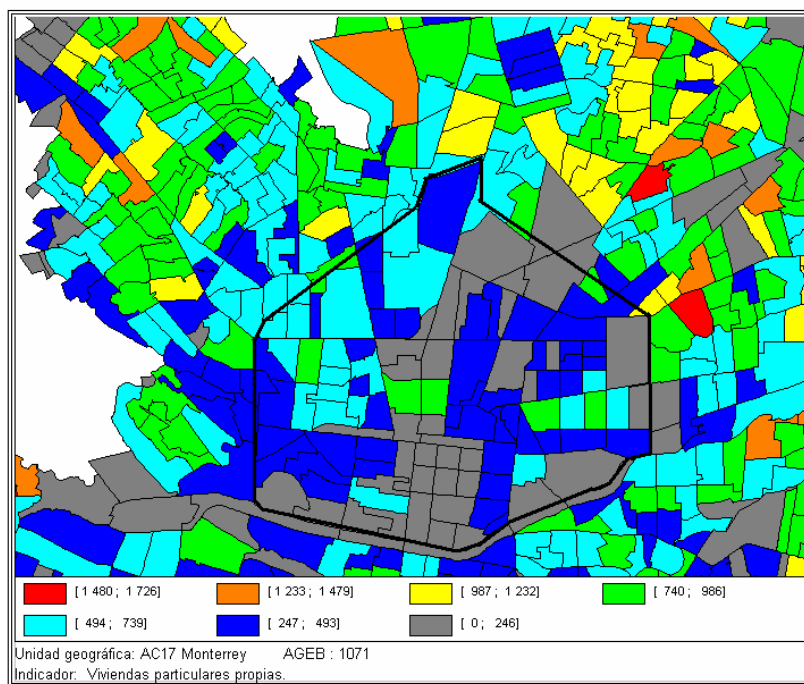 [ 1 480 ; 1 726] [ 1 233 ; 1 479] [ 987 ; 1 232] [ 740 ; 986]
[ 494 ; 739] [ 247 ; 493] [ 0 ; 246]
Unidad geográfica: AC17 Monterrey AGEB : 1071
Indicador: Viviendas particulares propias.